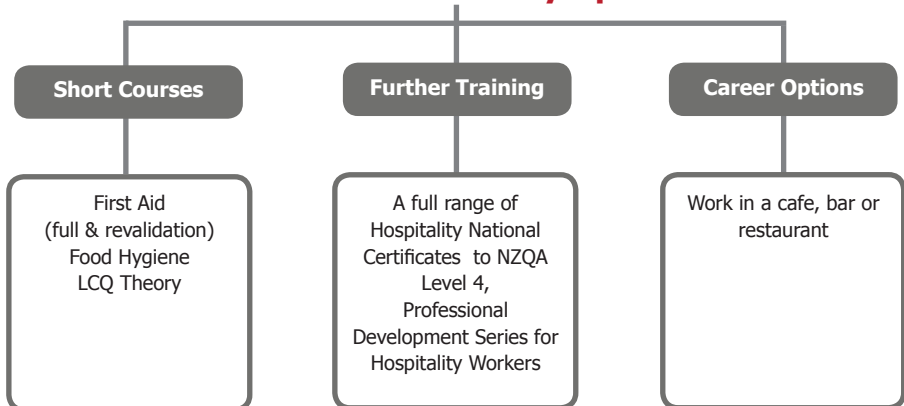 Short Courses
Further Training
Career Options
First Aid
(full & revalidation)
Food Hygiene
LCQ Theory
A full range of
Hospitality National
Certificates to NZQA
Level 4,
Professional
Development Series for
Hospitality Workers
Work in a cafe, bar or
restaurant